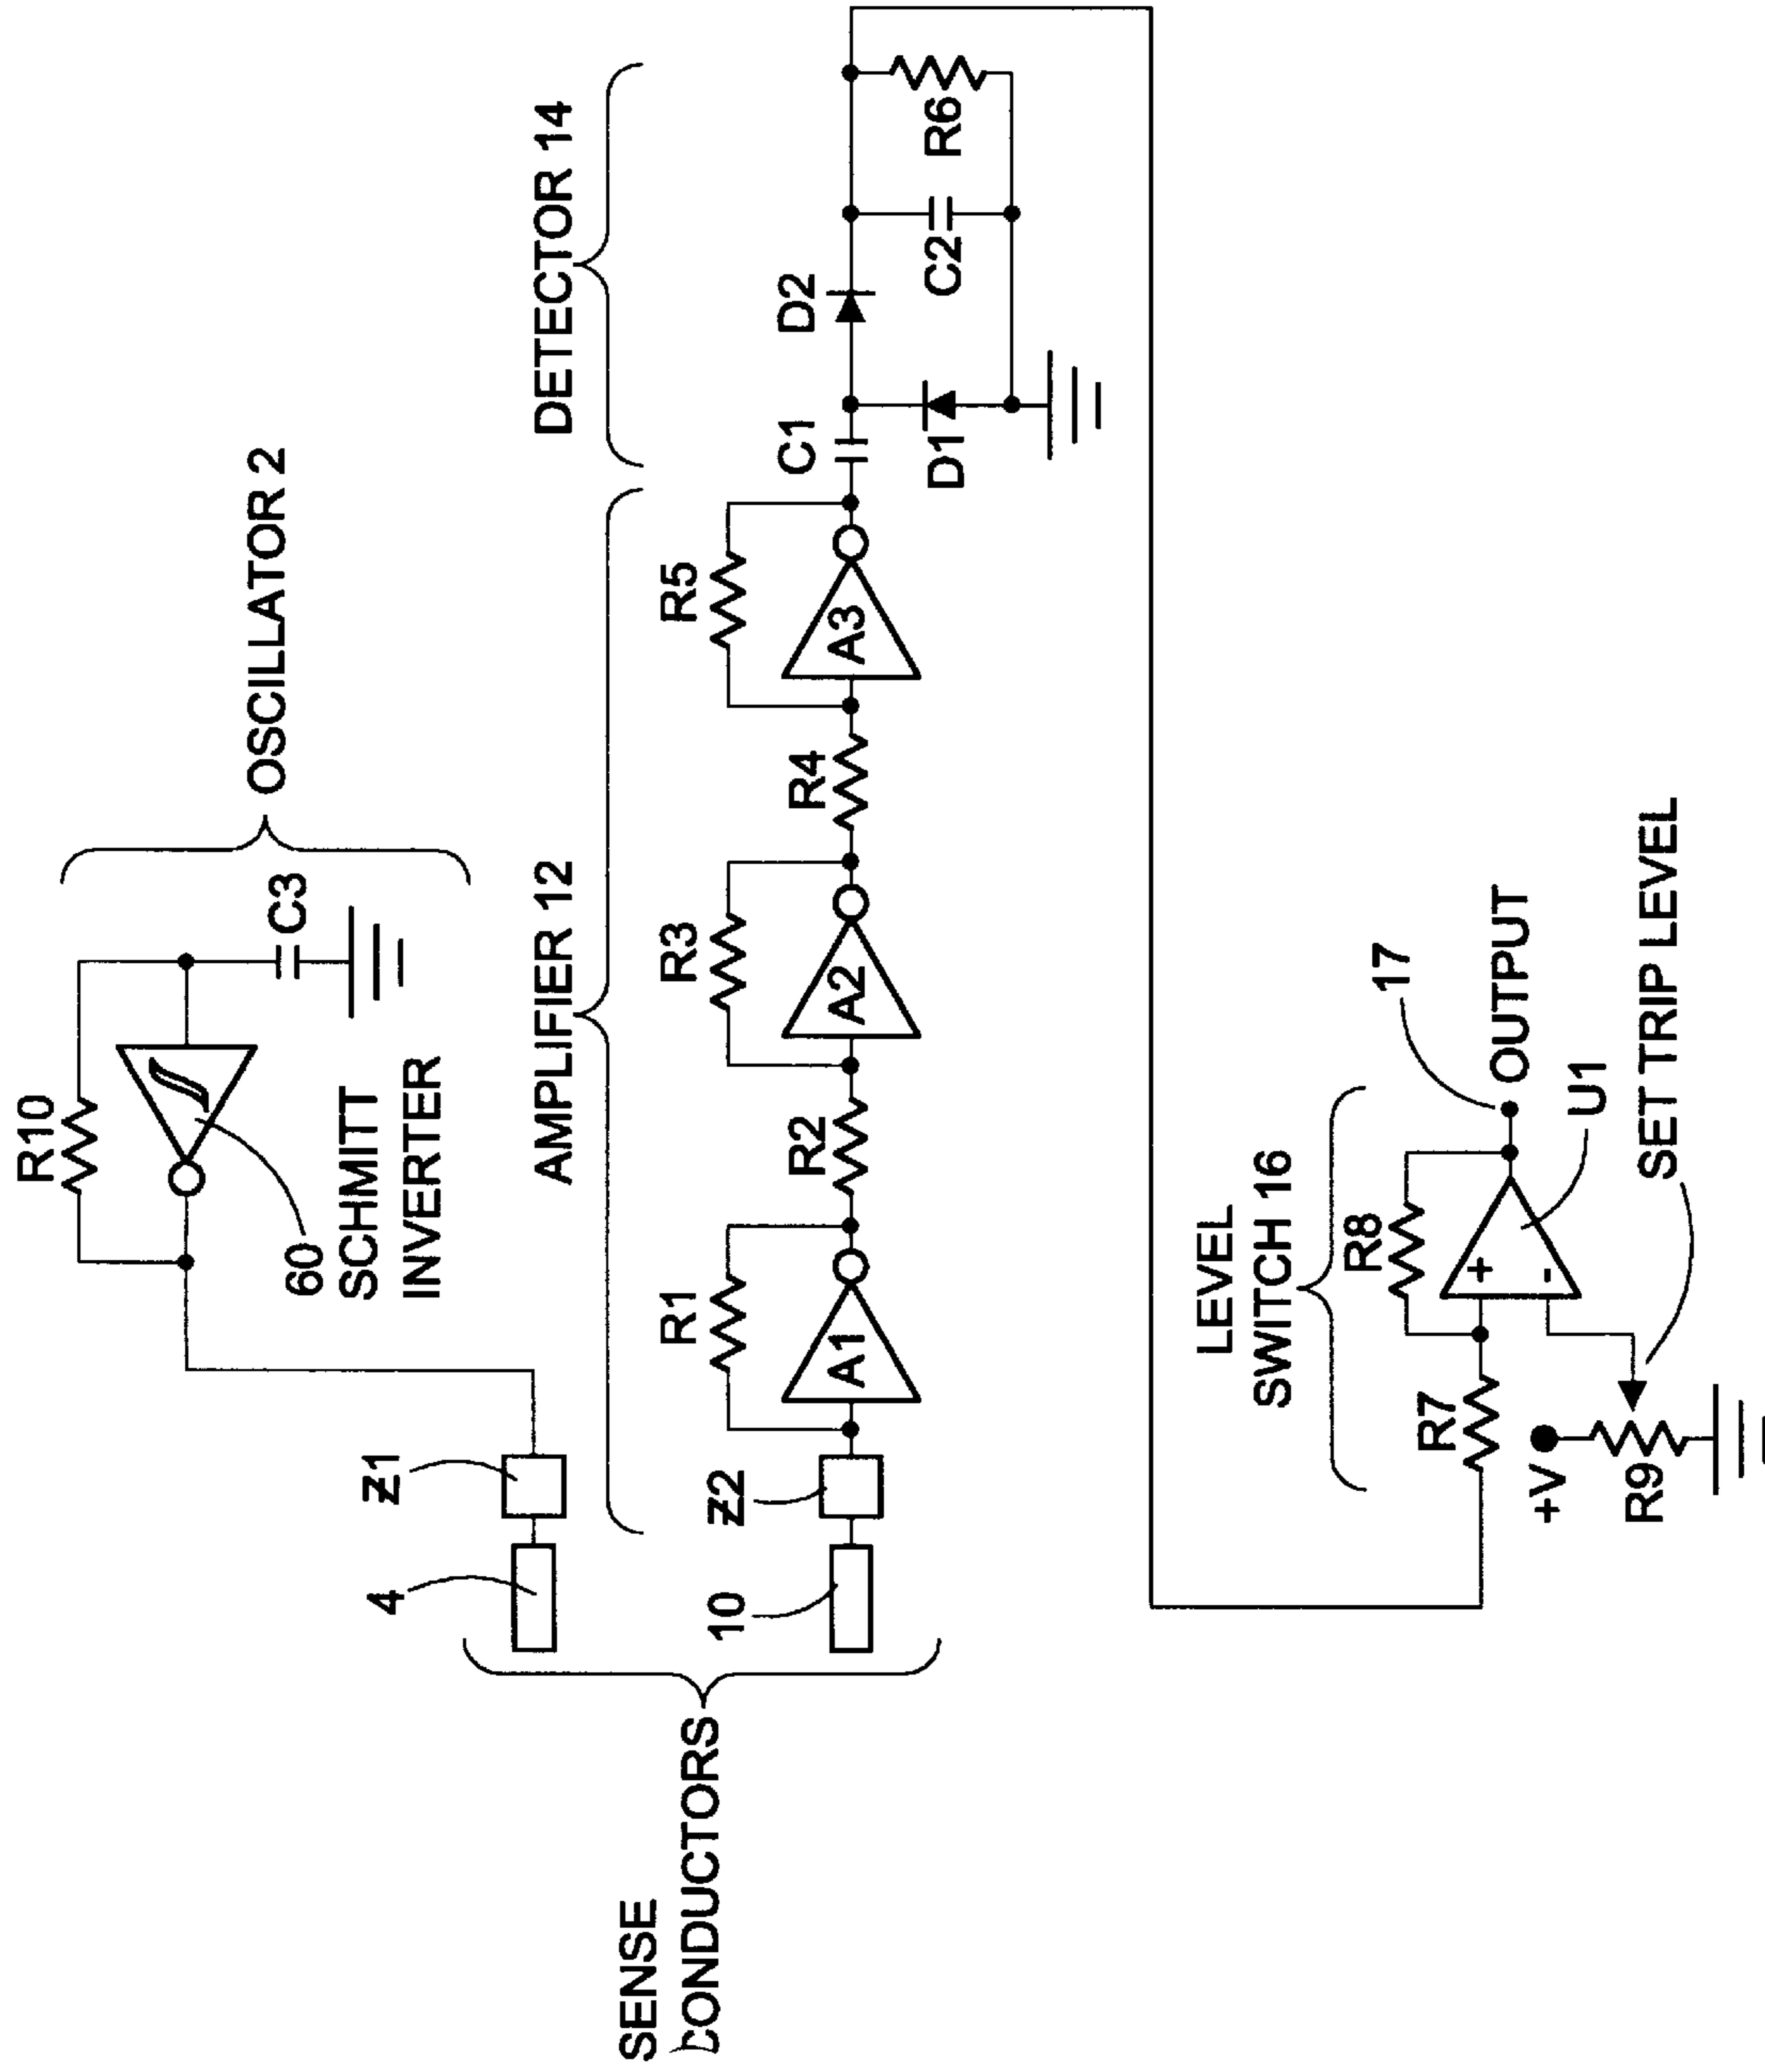 R10
OSCILLATOR 2
C3
60
SCHMITT
INVERTER
Z1
4
SENSE
CONDUCTORS
10
Z2
AMPLIFIER 12
R1
A1
R2
R3
A2
R4
R5
A3
DETECTOR 14
C1
D2
D1
C2
R6
LEVEL
SWITCH 16
R7
R8
+
-
17
OUTPUT
U1
+V
R9
SET TRIP LEVEL